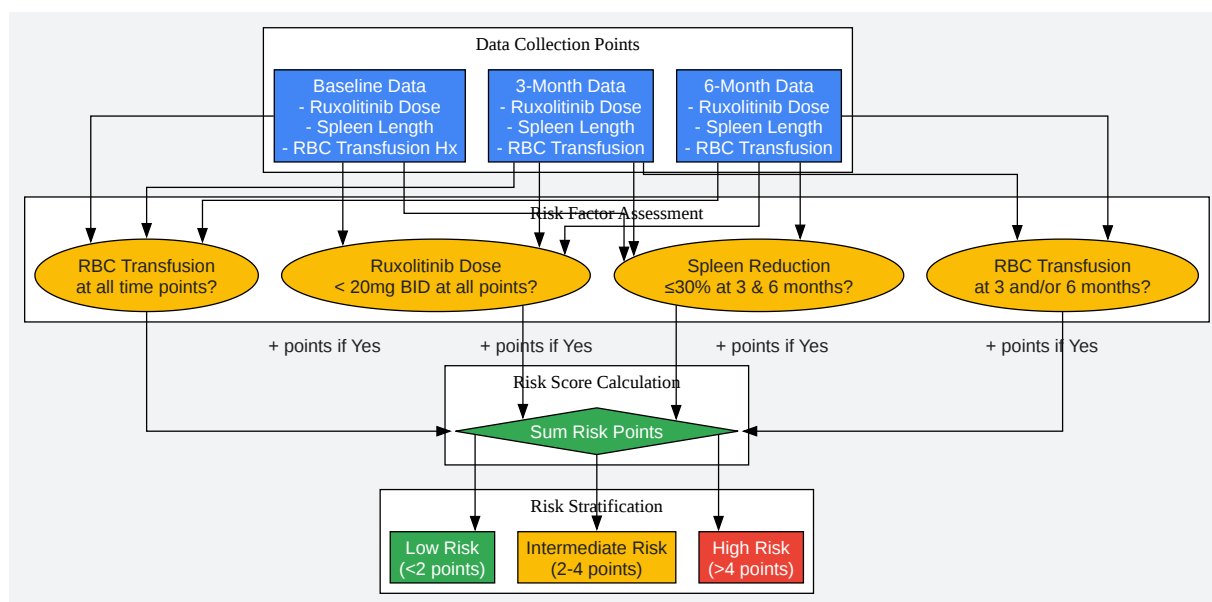 Data Collection Points
Baseline Data
- Ruxolitinib Dose
- Spleen Length
- RBC Transfusion Hx
3-Month Data
- Ruxolitinib Dose
- Spleen Length
- RBC Transfusion
6-Month Data
- Ruxolitinib Dose
- Spleen Length
- RBC Transfusion
Risk Factor Assessment
RBC Transfusion
at all time points?
Ruxolitinib Dose
< 20mg BID at all points?
Spleen Reduction
≤30% at 3 & 6 months?
RBC Transfusion
at 3 and/or 6 months?
+ points if Yes
+ points if Yes
+ points if Yes
+ points if Yes
Risk Score Calculation
Sum Risk Points
Risk Stratification
Low Risk
(<2 points)
Intermediate Risk
(2-4 points)
High Risk
(>4 points)